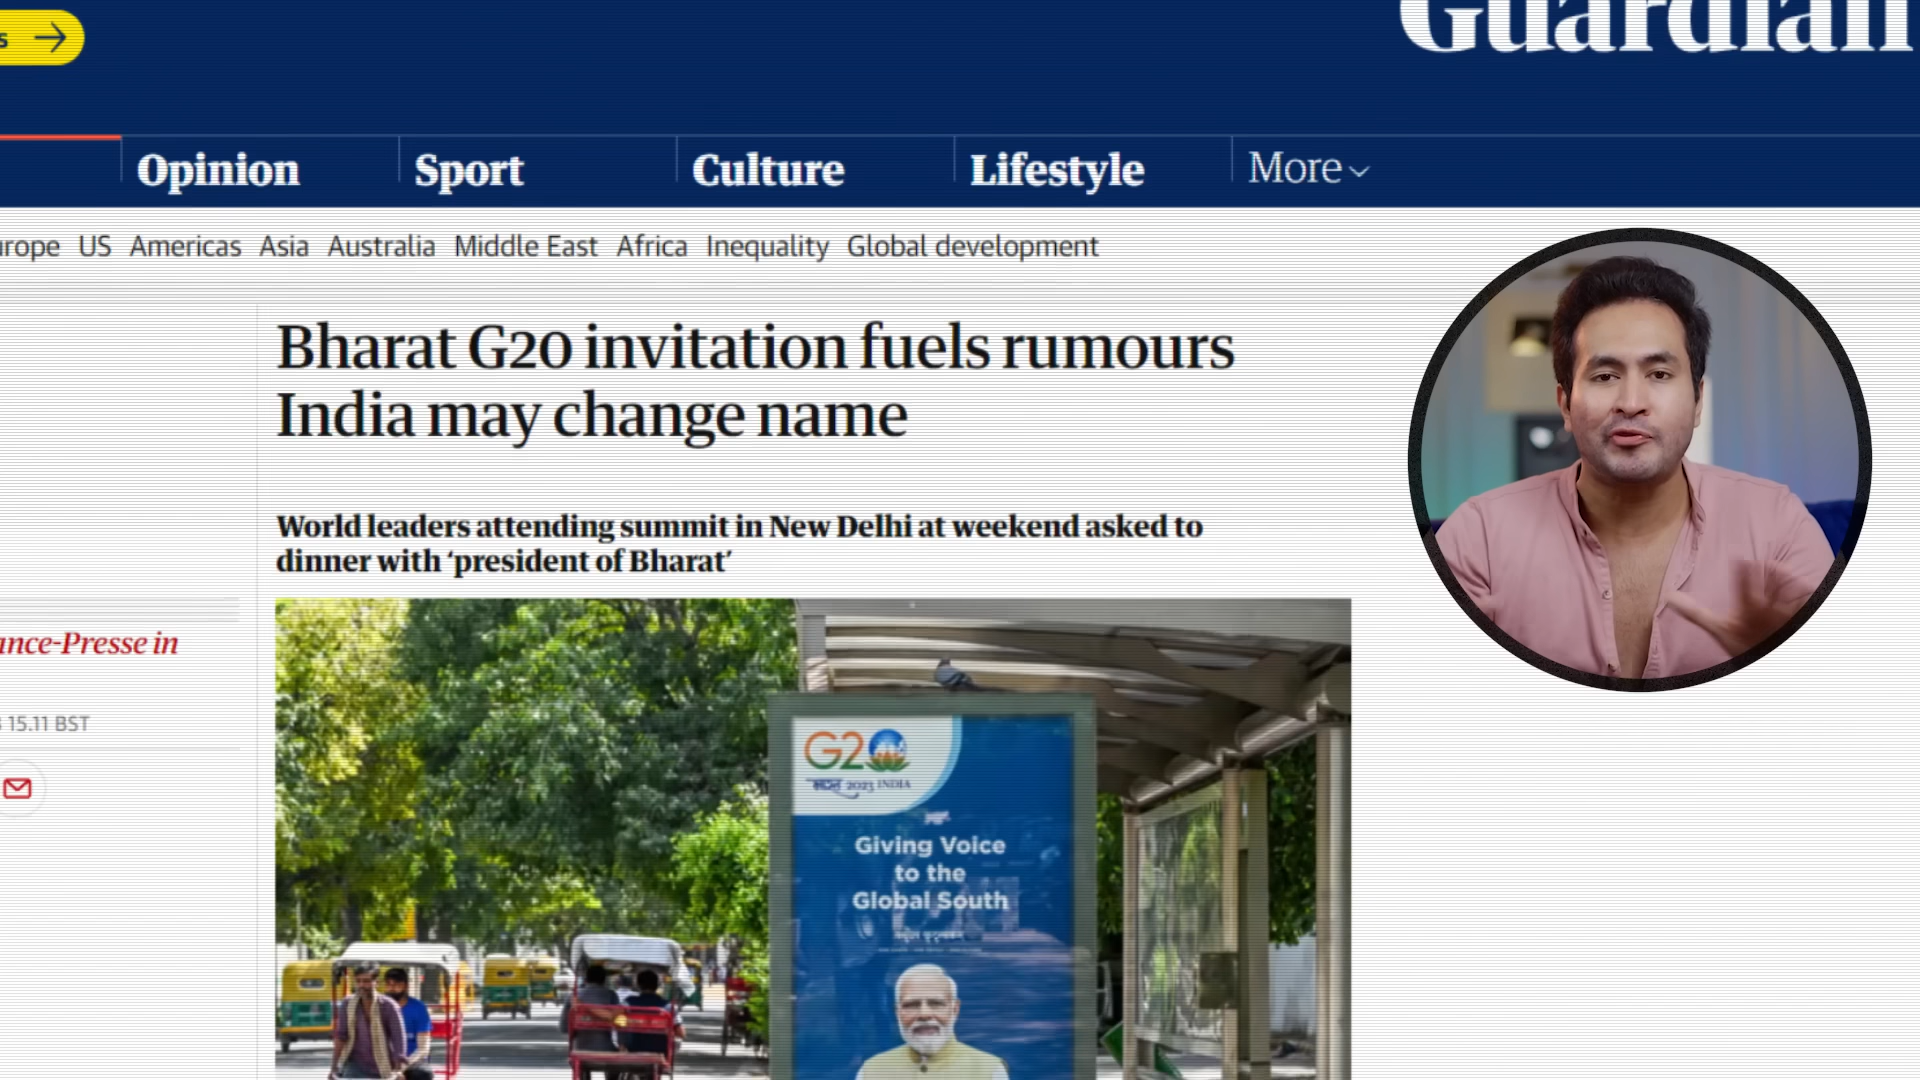 Guardian
s
Opinion
Sport
Culture
Lifestyle
More
urope US Americas Asia Australia Middle East Africa Inequality Global development
Bharat G20 invitation fuels rumours
India may change name
World leaders attending summit in New Delhi at weekend asked to
dinner with ‘president of Bharat’
ance-Presse in
15.11 BST
G20
भारत 2023 INDIA
Giving Voice
to the
Global South